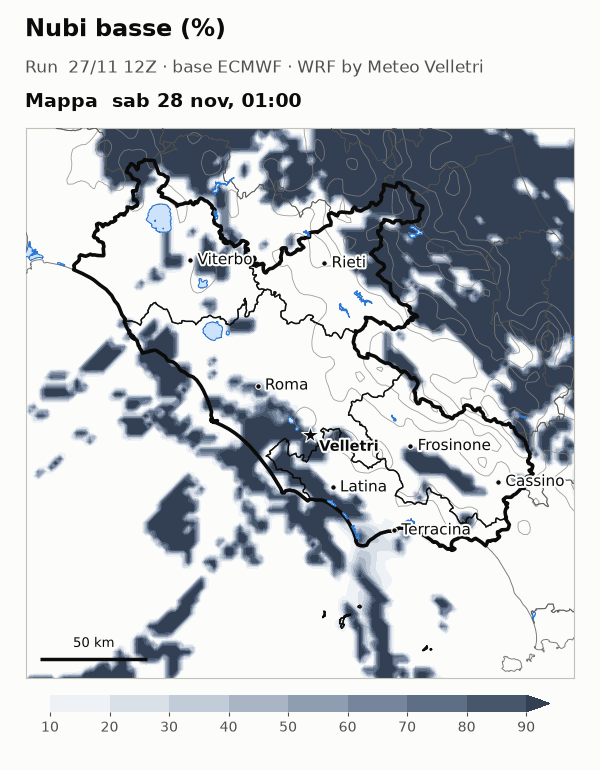 Nubi basse (%)
Run  27/11 12Z · base ECMWF · WRF by Meteo Velletri
Mappa  sab 28 nov, 01:00
Viterbo
Rieti
Roma
Velletri
Frosinone
Latina
Cassino
Terracina
50 km
10 20 30 40 50 60 70 80 90